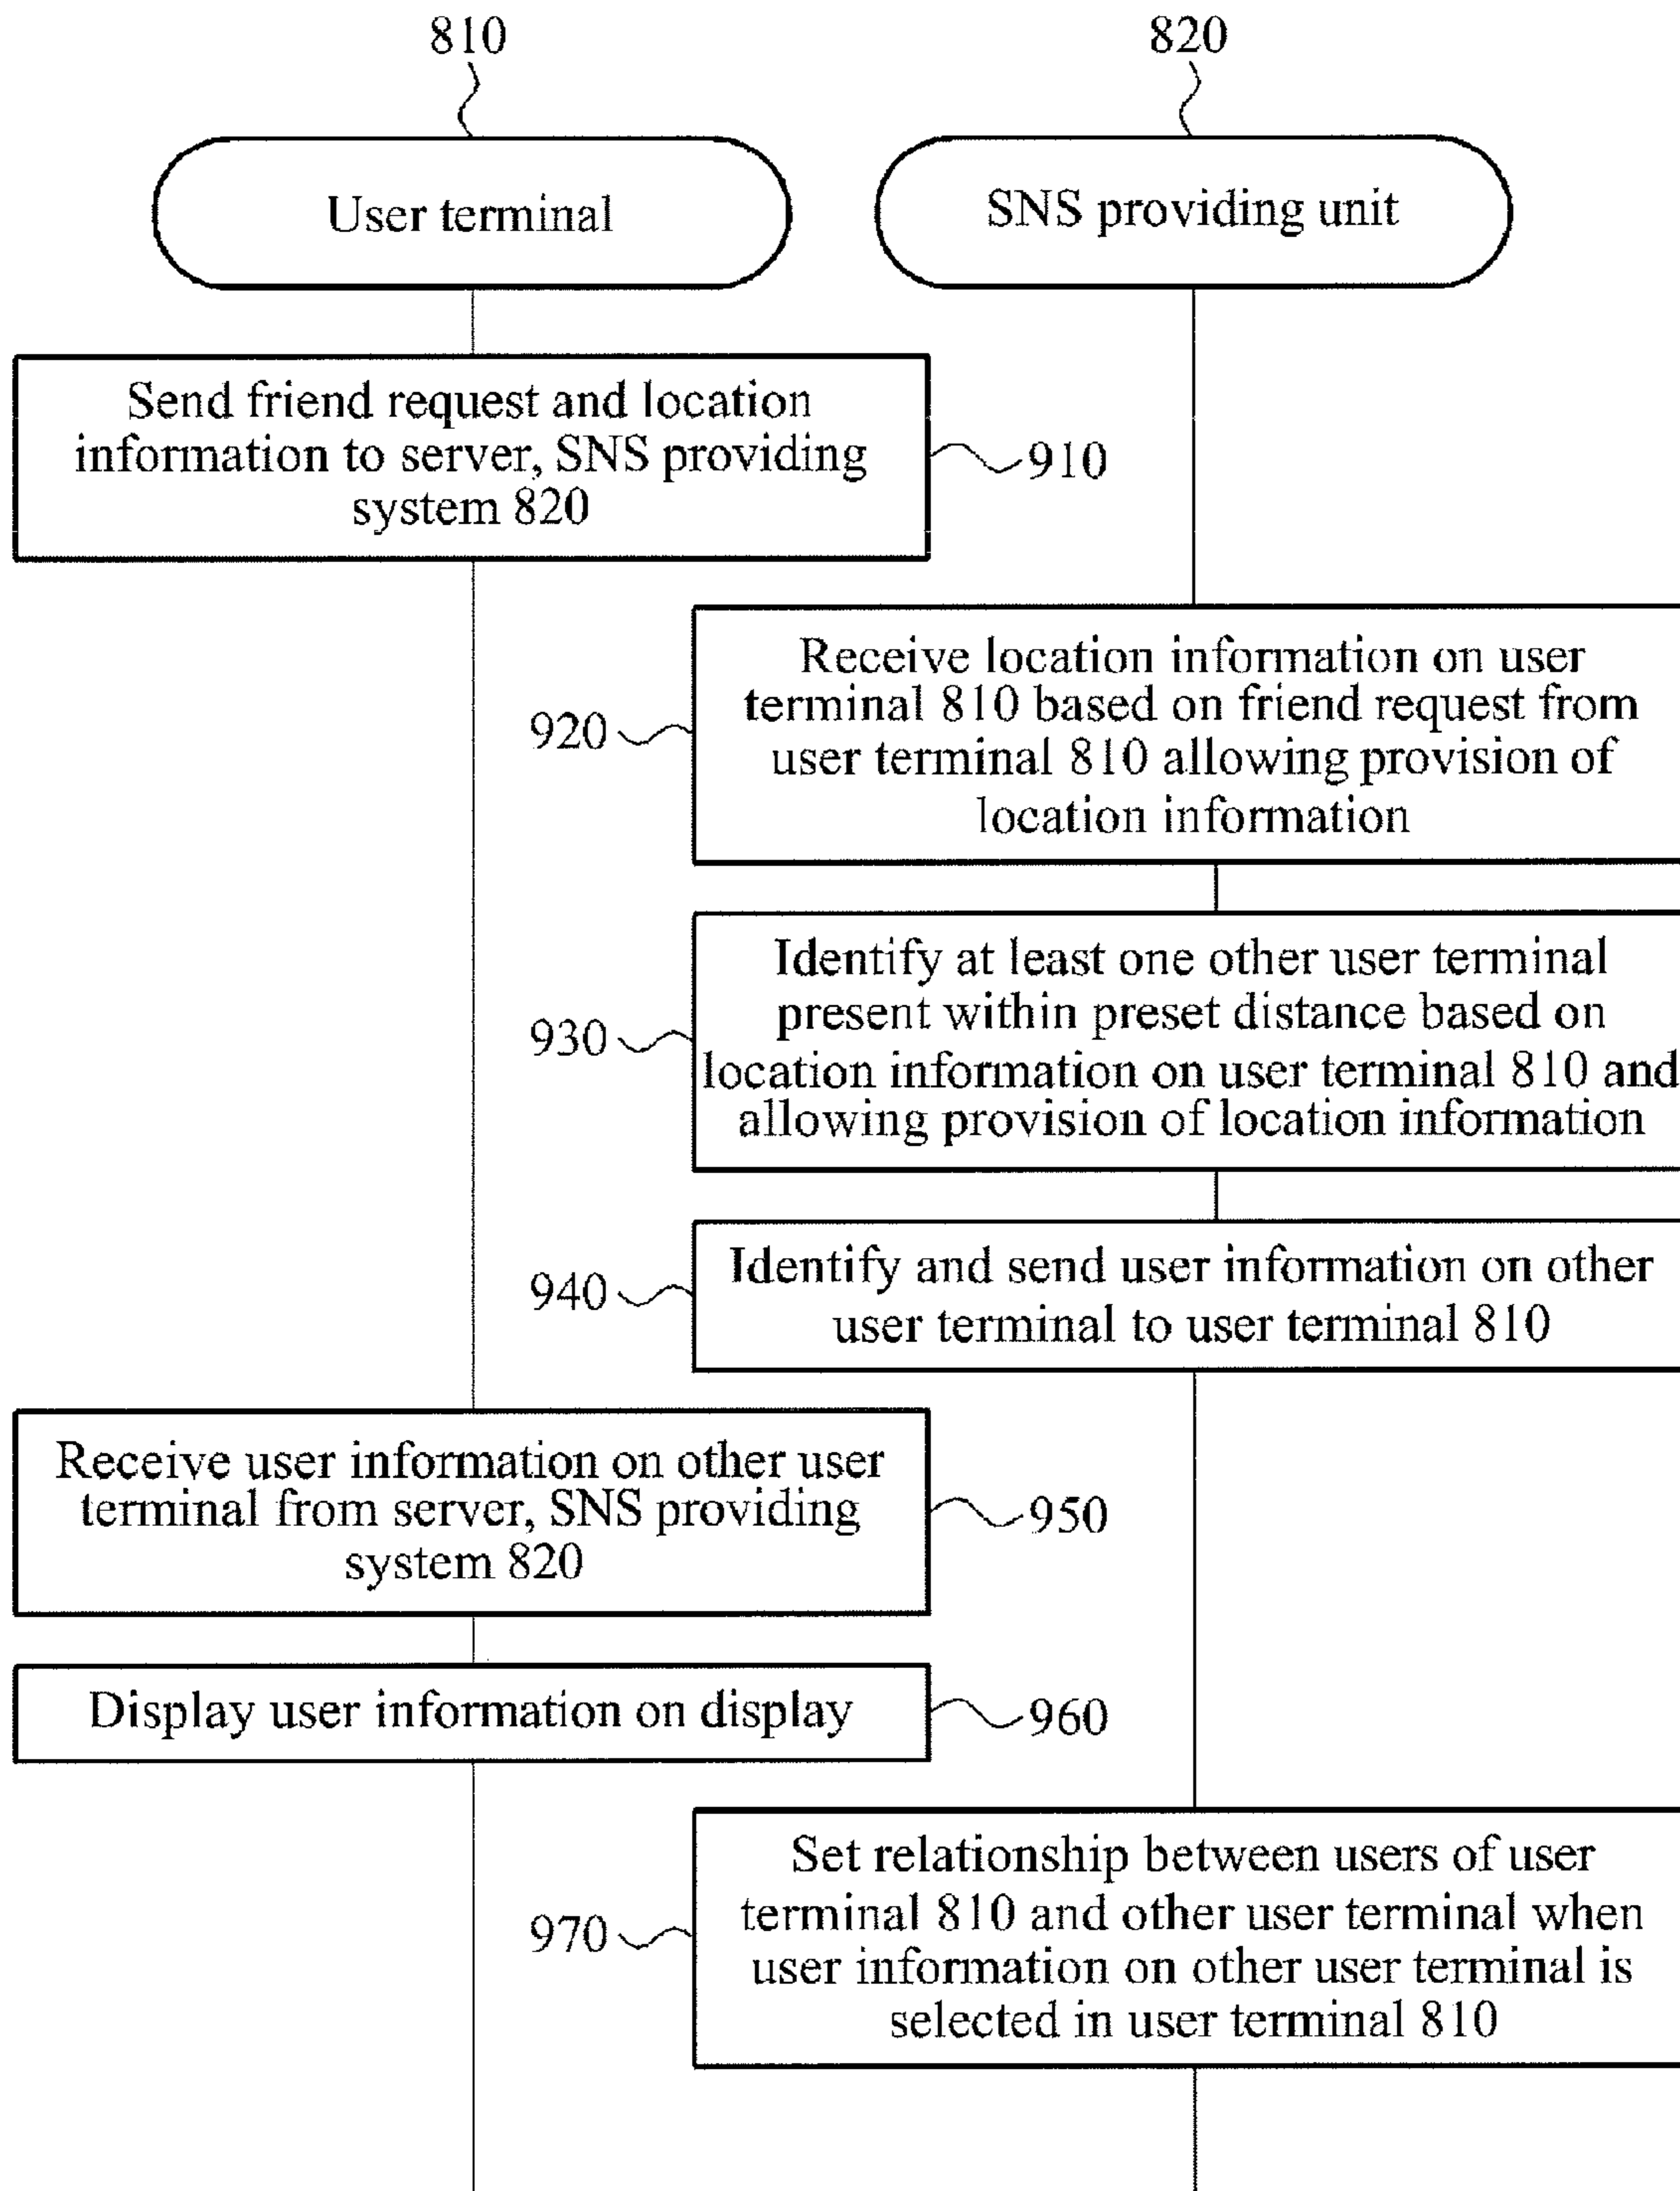 810
820
User terminal
SNS providing unit
Send friend request and location
information to server, SNS providing
system 820
910
Receive location information on user
terminal 810 based on friend request from
user terminal 810 allowing provision of
location information
920
Identify at least one other user terminal
present within preset distance based on
location information on user terminal 810 and
allowing provision of location information
930
Identify and send user information on other
user terminal to user terminal 810
940
Receive user information on other user
terminal from server, SNS providing
system 820
950
Display user information on display
960
Set relationship between users of user
terminal 810 and other user terminal when
user information on other user terminal is
selected in user terminal 810
970